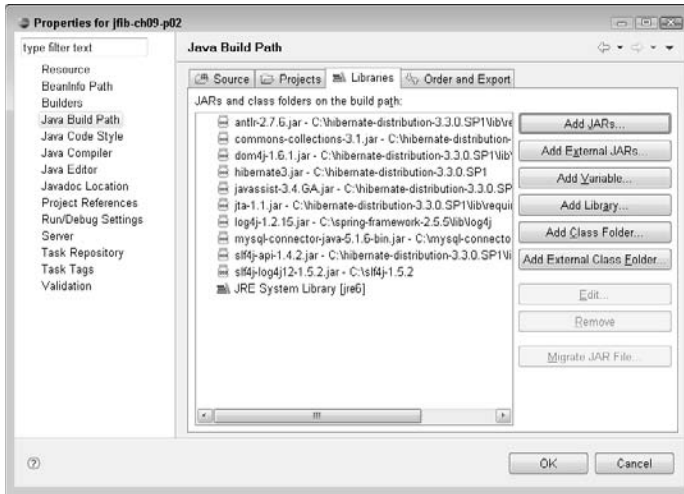 Properties for jfib-ch09-p02
type filter text
Resource
BeanInfo Path
Builders
Java Build Path
Java Code Style
Java Compiler
Java Editor
Javadoc Location
Project References
Run/Debug Settings
Server
Task Repository
Task Tags
Validation
Java Build Path
Source Projects Libraries Order and Export
JARs and class folders on the build path:
antlr-2.7.6.jar - C:\hibernate-distribution-3.3.0.SP1\lib\re
commons-collections-3.1.jar - C:\hibernate-distribution-
dom4j-1.6.1.jar - C:\hibernate-distribution-3.3.0.SP1\lib\
hibernate3.jar - C:\hibernate-distribution-3.3.0.SP1
javassist-3.4.GA.jar - C:\hibernate-distribution-3.3.0.SP
jta-1.1.jar - C:\hibernate-distribution-3.3.0.SP1\lib\requir
log4j-1.2.15.jar - C:\spring-framework-2.5.5\lib\log4j
mysql-connector-java-5.1.6-bin.jar - C:\mysql-connecto
slf4j-api-1.4.2.jar - C:\hibernate-distribution-3.3.0.SP1\li
slf4j-log4j12-1.5.2.jar - C:\slf4j-1.5.2
JRE System Library [jre6]
Add JARs...
Add External JARs...
Add Variable...
Add Library...
Add Class Folder...
Add External Class Folder...
Edit...
Remove
Migrate JAR File...
OK Cancel